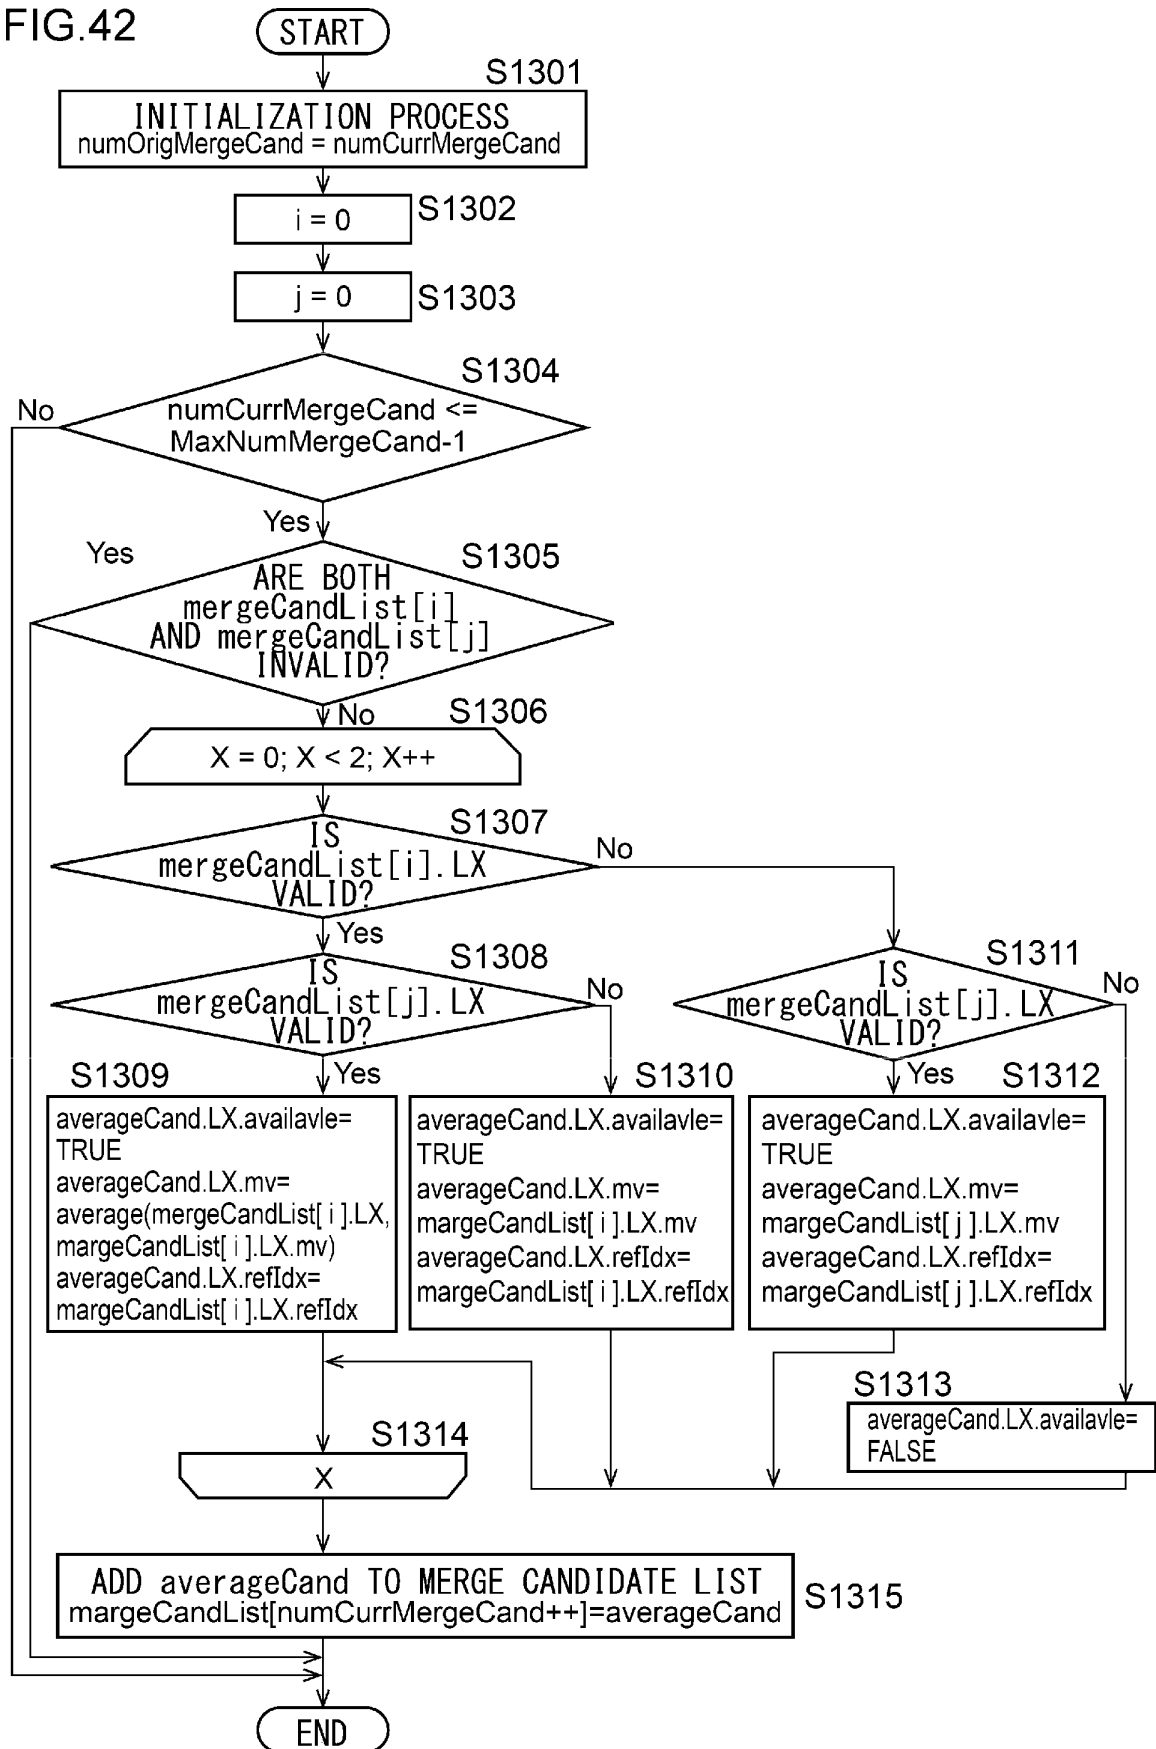 FIG.42
START
S1301
INITIALIZATION PROCESS
numOrigMergeCand = numCurrMergeCand
i = 0
S1302
j = 0
S1303
S1304
No
numCurrMergeCand <=
MaxNumMergeCand-1
Yes
Yes
S1305
ARE BOTH
mergeCandList[i]
AND mergeCandList[j]
INVALID?
No
S1306
X = 0; X < 2; X++
S1307
IS
mergeCandList[i].LX
VALID?
No
Yes
S1308
IS
mergeCandList[j].LX
VALID?
No
Yes
S1311
IS
mergeCandList[j].LX
VALID?
No
Yes
S1309
averageCand.LX.availavle=
TRUE
averageCand.LX.mv=
average(mergeCandList[ i ].LX,
margeCandList[ i ].LX.mv)
averageCand.LX.refIdx=
margeCandList[ i ].LX.refIdx
S1310
averageCand.LX.availavle=
TRUE
averageCand.LX.mv=
margeCandList[ i ].LX.mv
averageCand.LX.refIdx=
margeCandList[ i ].LX.refIdx
S1312
averageCand.LX.availavle=
TRUE
averageCand.LX.mv=
margeCandList[ j ].LX.mv
averageCand.LX.refIdx=
margeCandList[ j ].LX.refIdx
S1313
averageCand.LX.availavle=
FALSE
S1314
X
ADD averageCand TO MERGE CANDIDATE LIST
margeCandList[numCurrMergeCand++]=averageCand
S1315
END